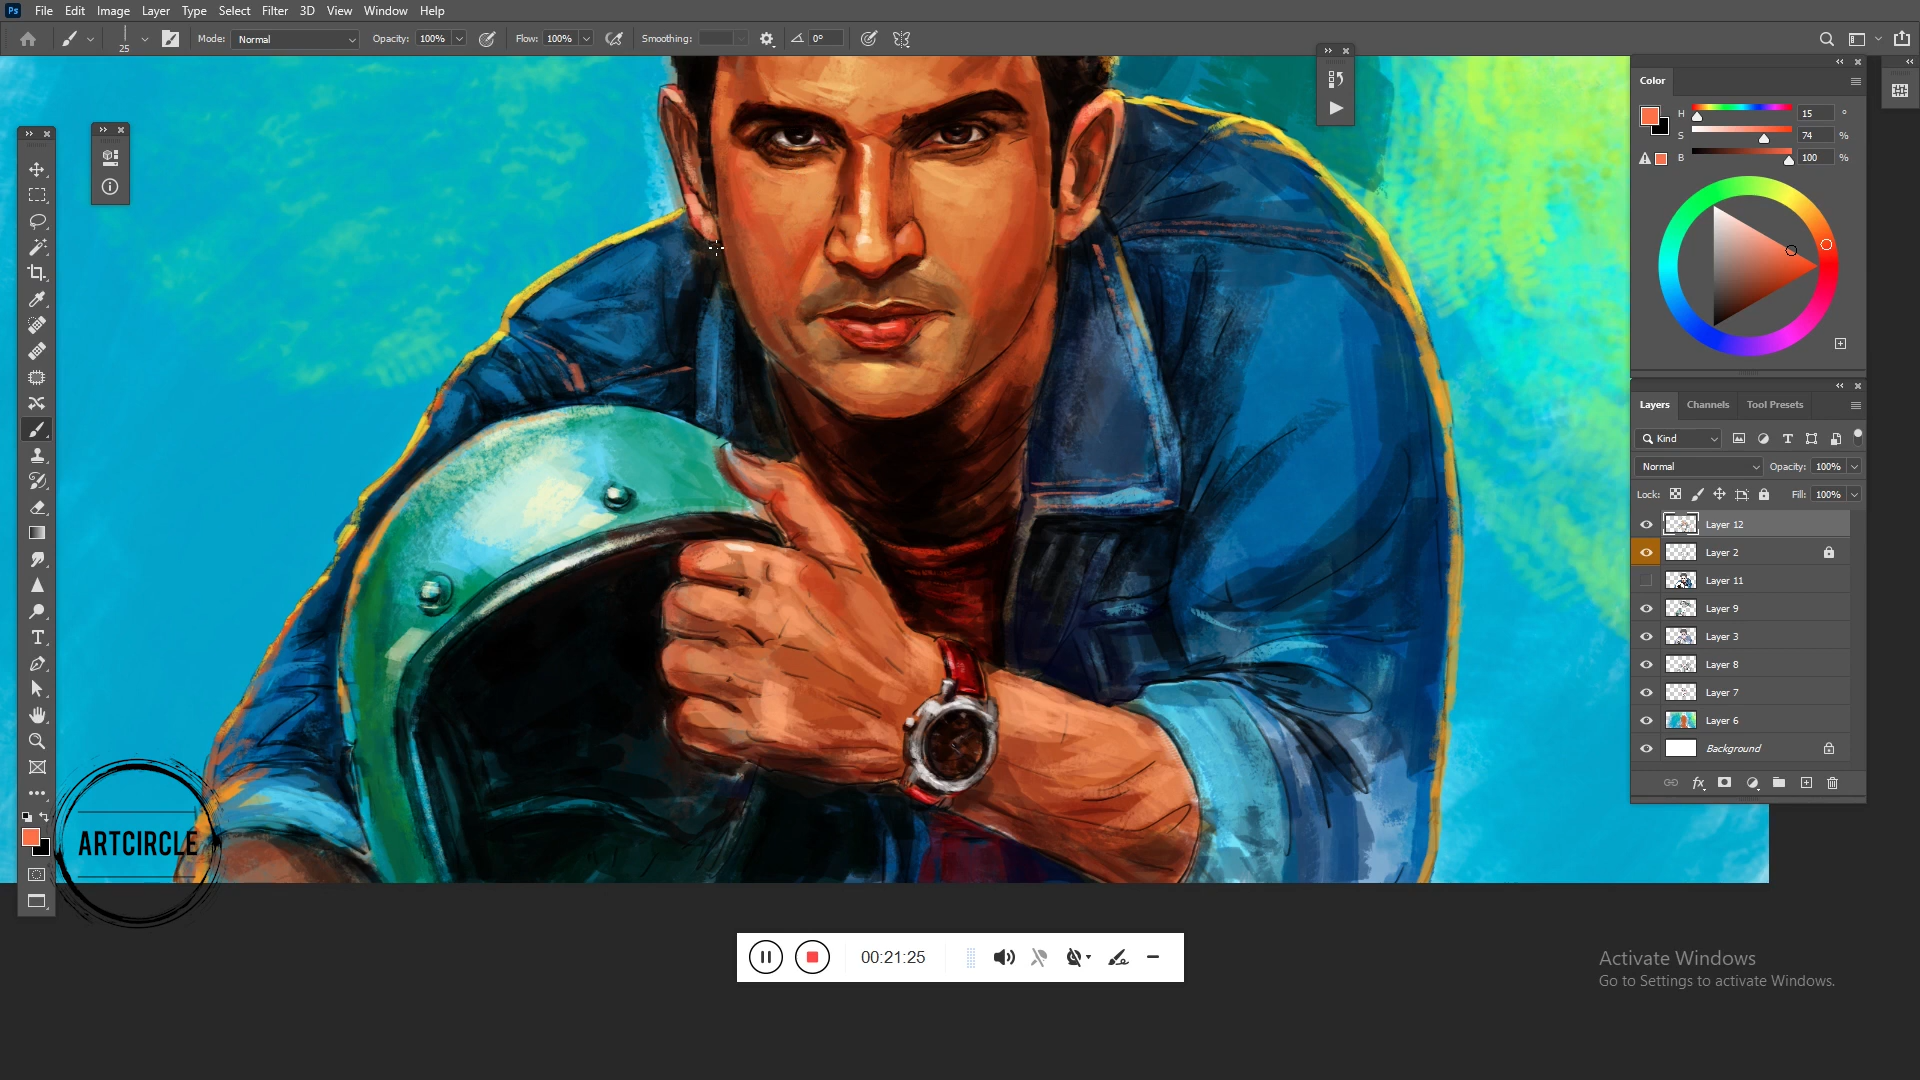 Ps File Edit Image Layer Type Select Filter 3D View Window Help
25 Mode: Normal Opacity: 100% Flow: 100% Smoothing: 0°
Color
H 15 °
S 74 %
B 100 %
Layers Channels Tool Presets
Kind
Normal Opacity: 100%
Lock: Fill: 100%
Layer 12
Layer 2
Layer 11
Layer 9
Layer 3
Layer 8
Layer 7
Layer 6
Background
fx
ARTCIRCLE
00:21:25
Activate Windows
Go to Settings to activate Windows.